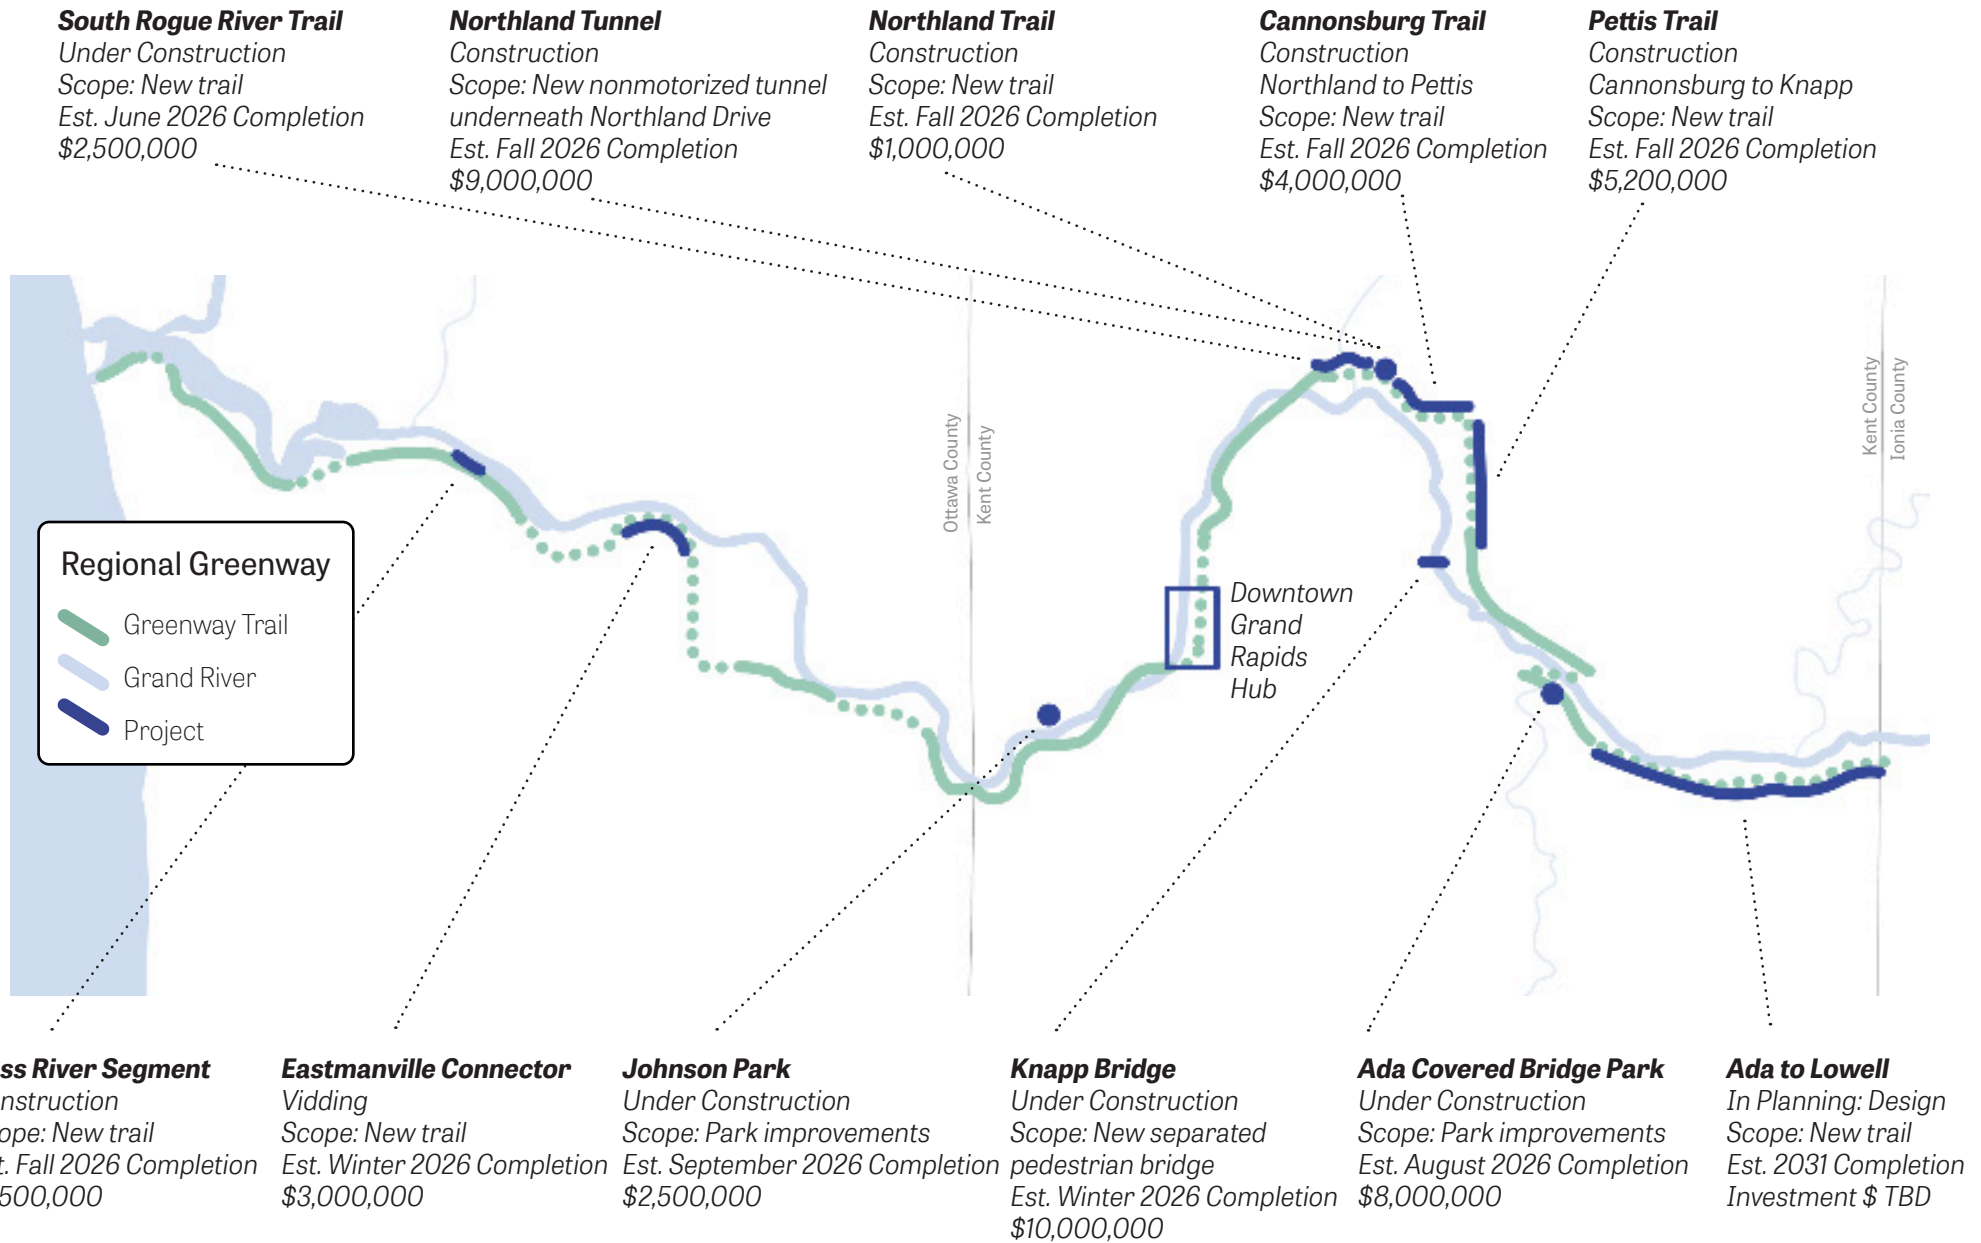 South Rogue River Trail
Under Construction
Scope: New trail
Est. June 2026 Completion
$2,500,000
Northland Tunnel
Construction
Scope: New nonmotorized tunnel
underneath Northland Drive
Est. Fall 2026 Completion
$9,000,000
Northland Trail
Construction
Scope: New trail
Est. Fall 2026 Completion
$1,000,000
Cannonsburg Trail
Construction
Northland to Pettis
Scope: New trail
Est. Fall 2026 Completion
$4,000,000
Pettis Trail
Construction
Cannonsburg to Knapp
Scope: New trail
Est. Fall 2026 Completion
$5,200,000
Ottawa County
Kent County
Kent County
Ionia County
Regional Greenway
Greenway Trail
Grand River
Project
Downtown
Grand
Rapids
Hub
ss River Segment
nstruction
ope: New trail
t. Fall 2026 Completion
500,000
Eastmanville Connector
Vidding
Scope: New trail
Est. Winter 2026 Completion
$3,000,000
Johnson Park
Under Construction
Scope: Park improvements
Est. September 2026 Completion
$2,500,000
Knapp Bridge
Under Construction
Scope: New separated
pedestrian bridge
Est. Winter 2026 Completion
$10,000,000
Ada Covered Bridge Park
Under Construction
Scope: Park improvements
Est. August 2026 Completion
$8,000,000
Ada to Lowell
In Planning: Design
Scope: New trail
Est. 2031 Completion
Investment $ TBD